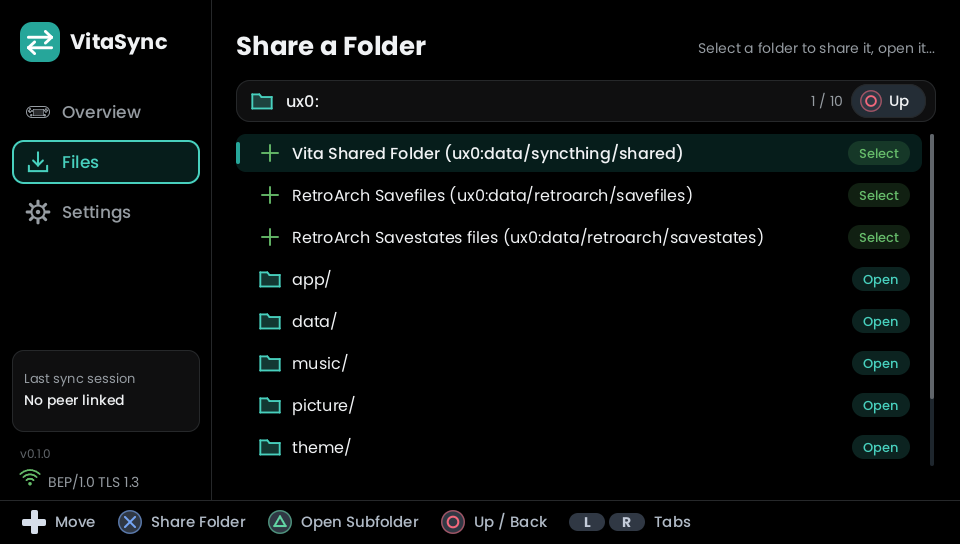 VitaSync
Overview
Files
Settings
Last sync session
No peer linked
v0.1.0
BEP/1.0 TLS 1.3
Share a Folder
Select a folder to share it, open it...
ux0:
1 / 10
Up
Vita Shared Folder (ux0:data/syncthing/shared)
Select
RetroArch Savefiles (ux0:data/retroarch/savefiles)
Select
RetroArch Savestates files (ux0:data/retroarch/savestates)
Select
app/
Open
data/
Open
music/
Open
picture/
Open
theme/
Open
Move
Share Folder
Open Subfolder
Up / Back
L R Tabs